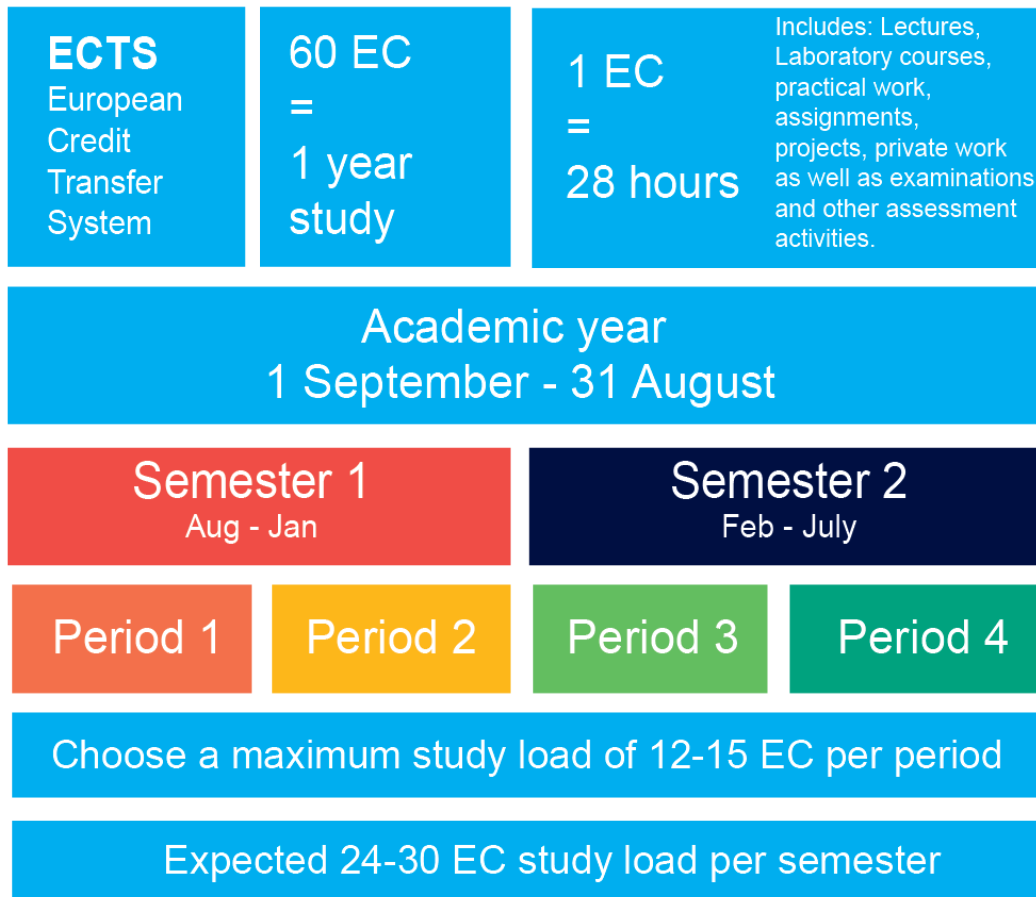 ECTS
European
Credit
Transfer
System
60 EC
=
1 year
study
1 EC
=
28 hours
Includes: Lectures,
Laboratory courses,
practical work,
assignments,
projects, private work
as well as examinations
and other assessment
activities.
Academic year
1 September - 31 August
Semester 1
Aug - Jan
Semester 2
Feb - July
Period 1
Period 2
Period 3
Period 4
Choose a maximum study load of 12-15 EC per period
Expected 24-30 EC study load per semester